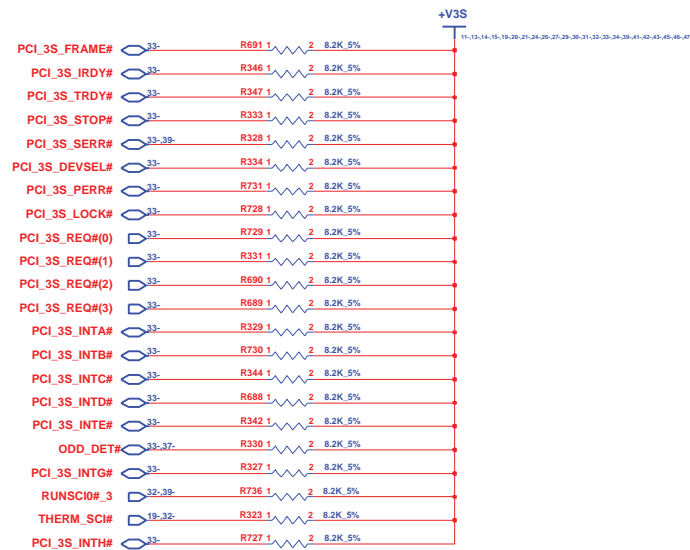 +V3S
11-,13-,14-,15-,19-,20-,21-,24-,26-,27-,29-,30-,31-,32-,33-,34-,39-,41-,42-,43-,45-,46-,47
PCI_3S_FRAME# 33- R691 1 2 8.2K_5%
PCI_3S_IRDY# 33- R346 1 2 8.2K_5%
PCI_3S_TRDY# 33- R347 1 2 8.2K_5%
PCI_3S_STOP# 33- R333 1 2 8.2K_5%
PCI_3S_SERR# 33-,39- R328 1 2 8.2K_5%
PCI_3S_DEVSEL# 33- R334 1 2 8.2K_5%
PCI_3S_PERR# 33- R731 1 2 8.2K_5%
PCI_3S_LOCK# 33- R728 1 2 8.2K_5%
PCI_3S_REQ#(0) 33- R729 1 2 8.2K_5%
PCI_3S_REQ#(1) 33- R331 1 2 8.2K_5%
PCI_3S_REQ#(2) 33- R690 1 2 8.2K_5%
PCI_3S_REQ#(3) 33- R689 1 2 8.2K_5%
PCI_3S_INTA# 33- R329 1 2 8.2K_5%
PCI_3S_INTB# 33- R730 1 2 8.2K_5%
PCI_3S_INTC# 33- R344 1 2 8.2K_5%
PCI_3S_INTD# 33- R688 1 2 8.2K_5%
PCI_3S_INTE# 33- R342 1 2 8.2K_5%
ODD_DET# 33-,37- R330 1 2 8.2K_5%
PCI_3S_INTG# 33- R327 1 2 8.2K_5%
RUNSCI0#_3 32-,39- R736 1 2 8.2K_5%
THERM_SCI# 19-,32- R323 1 2 8.2K_5%
PCI_3S_INTH# 33- R727 1 2 8.2K_5%